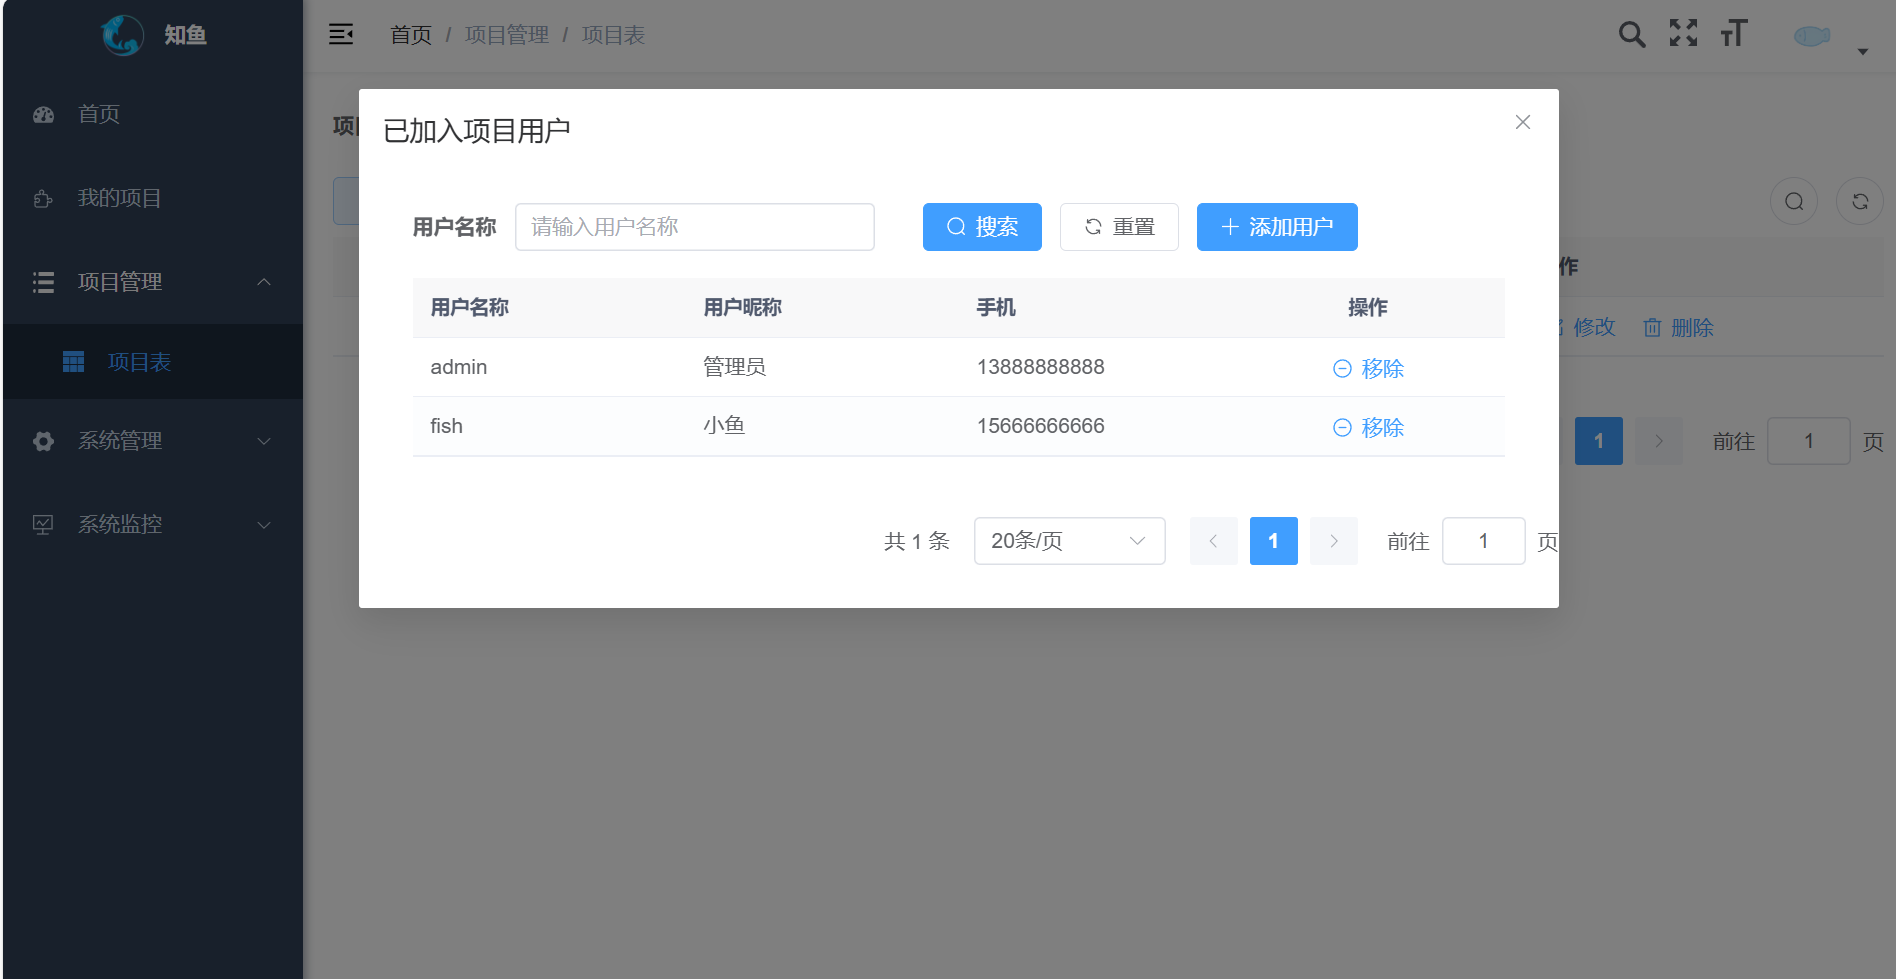 知鱼
首页
我的项目
项目管理
项目表
系统管理
系统监控
首页 / 项目管理 / 项目表
项
已加入项目用户
用户名称 请输入用户名称 搜索 重置 添加用户
用户名称 用户昵称 手机 操作
admin 管理员 13888888888 移除
fish 小鱼 15666666666 移除
共 1 条 20条/页 1 前往 1 页
作
修改 删除
1 前往 1 页